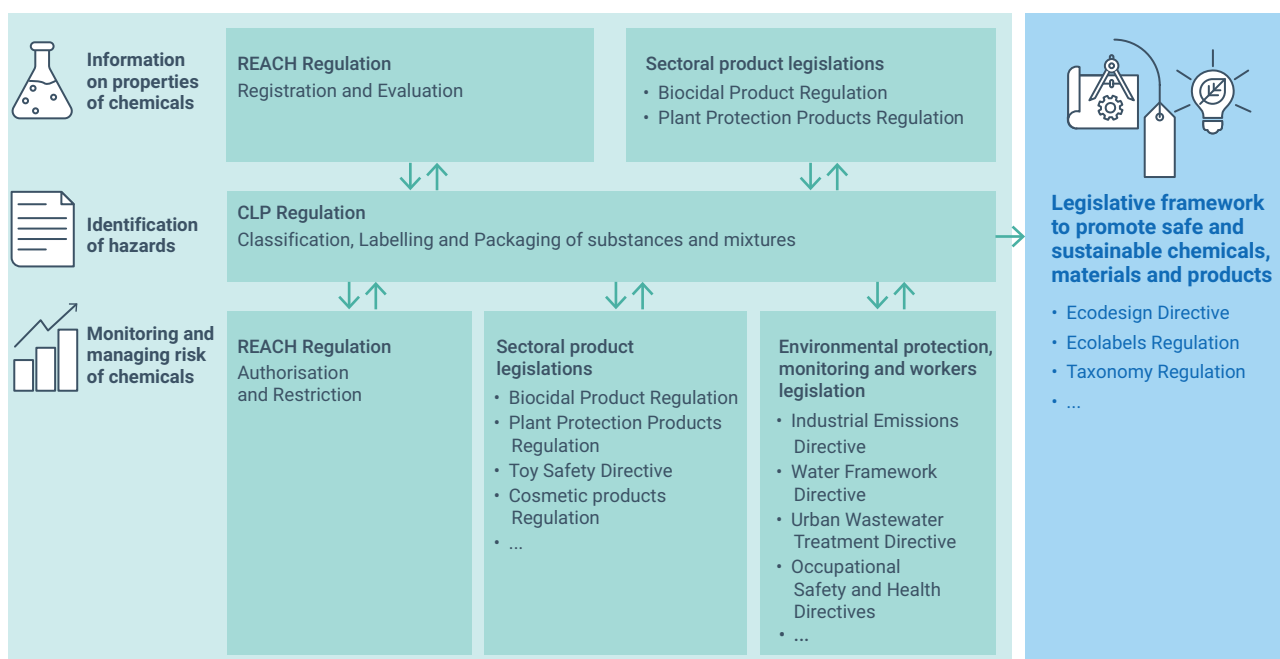 Information
on properties
of chemicals
REACH Regulation
Registration and Evaluation
Sectoral product legislations
• Biocidal Product Regulation
• Plant Protection Products Regulation
Identification
of hazards
CLP Regulation
Classification, Labelling and Packaging of substances and mixtures
Monitoring and
managing risk
of chemicals
REACH Regulation
Authorisation
and Restriction
Sectoral product
legislations
• Biocidal Product Regulation
• Plant Protection Products
Regulation
• Toy Safety Directive
• Cosmetic products
Regulation
• ...
Environmental protection,
monitoring and workers
legislation
• Industrial Emissions
Directive
• Water Framework
Directive
• Urban Wastewater
Treatment Directive
• Occupational
Safety and Health
Directives
• ...
Legislative framework
to promote safe and
sustainable chemicals,
materials and products
• Ecodesign Directive
• Ecolabels Regulation
• Taxonomy Regulation
• ...